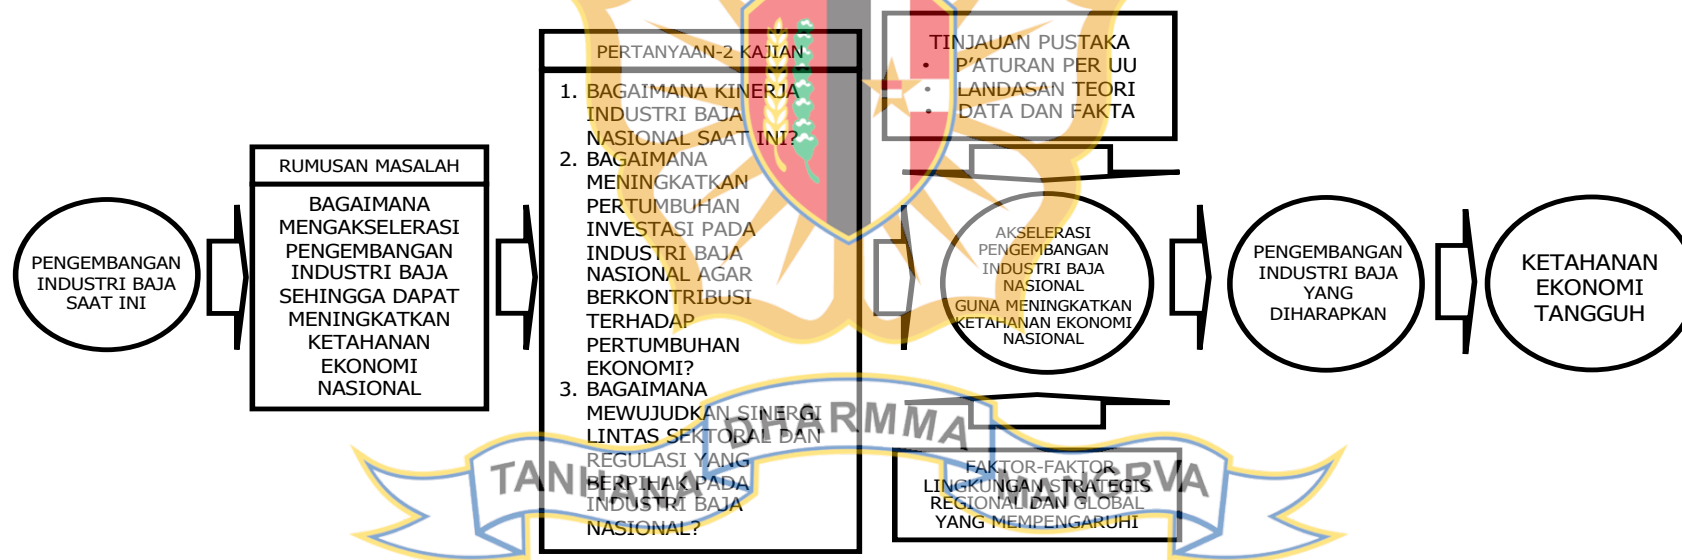 PENGEMBANGAN
INDUSTRI BAJA
SAAT INI
RUMUSAN MASALAH
BAGAIMANA
MENGAKSELERASI
PENGEMBANGAN
INDUSTRI BAJA
SEHINGGA DAPAT
MENINGKATKAN
KETAHANAN
EKONOMI
NASIONAL
PERTANYAAN-2 KAJIAN
1. BAGAIMANA KINERJA
INDUSTRI BAJA
NASIONAL SAAT INI?
2. BAGAIMANA
MENINGKATKAN
PERTUMBUHAN
INVESTASI PADA
INDUSTRI BAJA
NASIONAL AGAR
BERKONTRIBUSI
TERHADAP
PERTUMBUHAN
EKONOMI?
3. BAGAIMANA
MEWUJUDKAN SINERGI
LINTAS SEKTORAL DAN
REGULASI YANG
BERPIHAK PADA
INDUSTRI BAJA
NASIONAL?
TINJAUAN PUSTAKA
• P'ATURAN PER UU
• LANDASAN TEORI
• DATA DAN FAKTA
AKSELERASI
PENGEMBANGAN
INDUSTRI BAJA
NASIONAL
GUNA MENINGKATKAN
KETAHANAN EKONOMI
NASIONAL
FAKTOR-FAKTOR
LINGKUNGAN STRATEGIS
REGIONAL DAN GLOBAL
YANG MEMPENGARUHI
PENGEMBANGAN
INDUSTRI BAJA
YANG
DIHARAPKAN
KETAHANAN
EKONOMI
TANGGUH
TANHANA DHARMMA MANGRVA